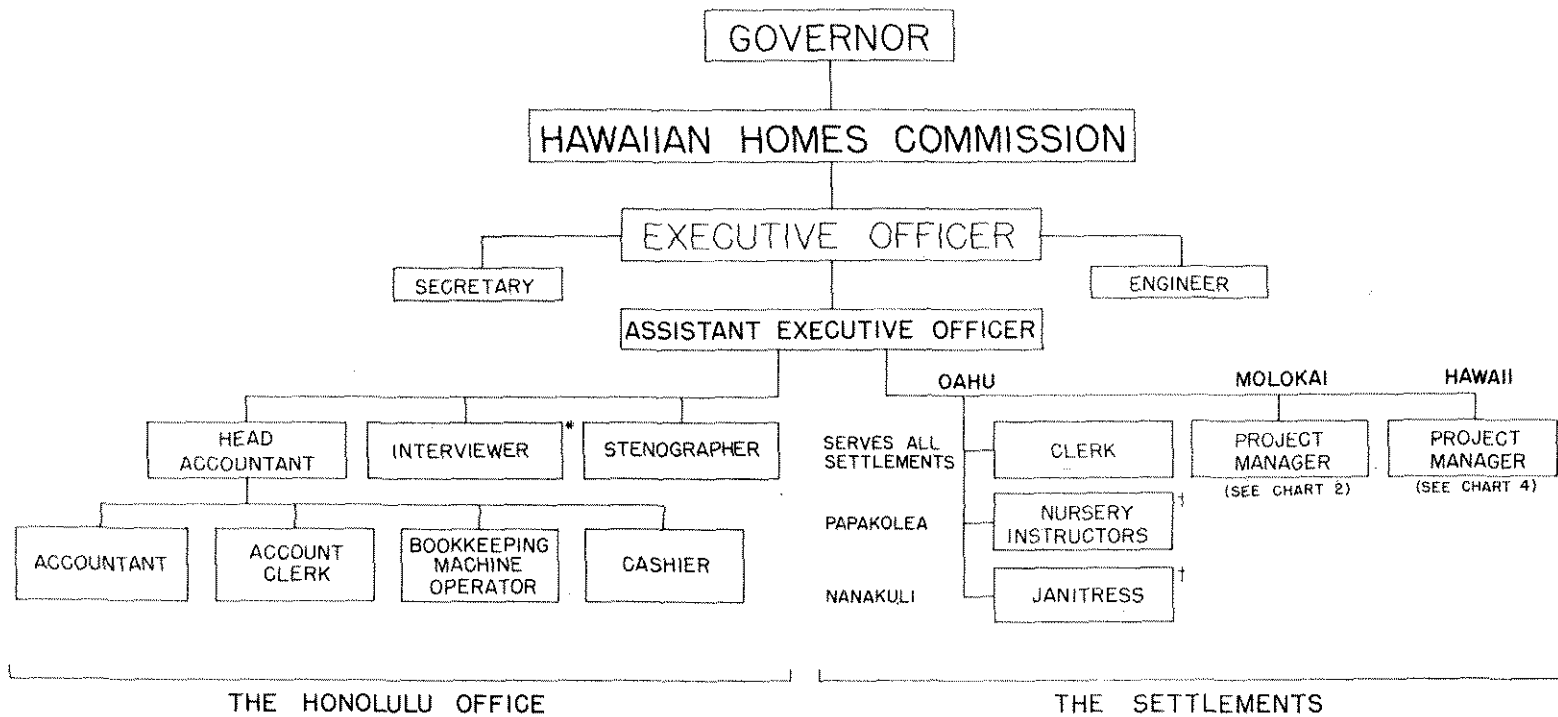 GOVERNOR
HAWAIIAN HOMES COMMISSION
EXECUTIVE OFFICER
SECRETARY
ENGINEER
ASSISTANT EXECUTIVE OFFICER
OAHU
MOLOKAI
HAWAII
HEAD
ACCOUNTANT
INTERVIEWER *
STENOGRAPHER
SERVES ALL
SETTLEMENTS
CLERK
PROJECT
MANAGER
(SEE CHART 2)
PROJECT
MANAGER
(SEE CHART 4)
ACCOUNTANT
ACCOUNT
CLERK
BOOKKEEPING
MACHINE
OPERATOR
CASHIER
PAPAKOLEA
NURSERY
INSTRUCTORS †
NANAKULI
JANITRESS †
THE HONOLULU OFFICE
THE SETTLEMENTS